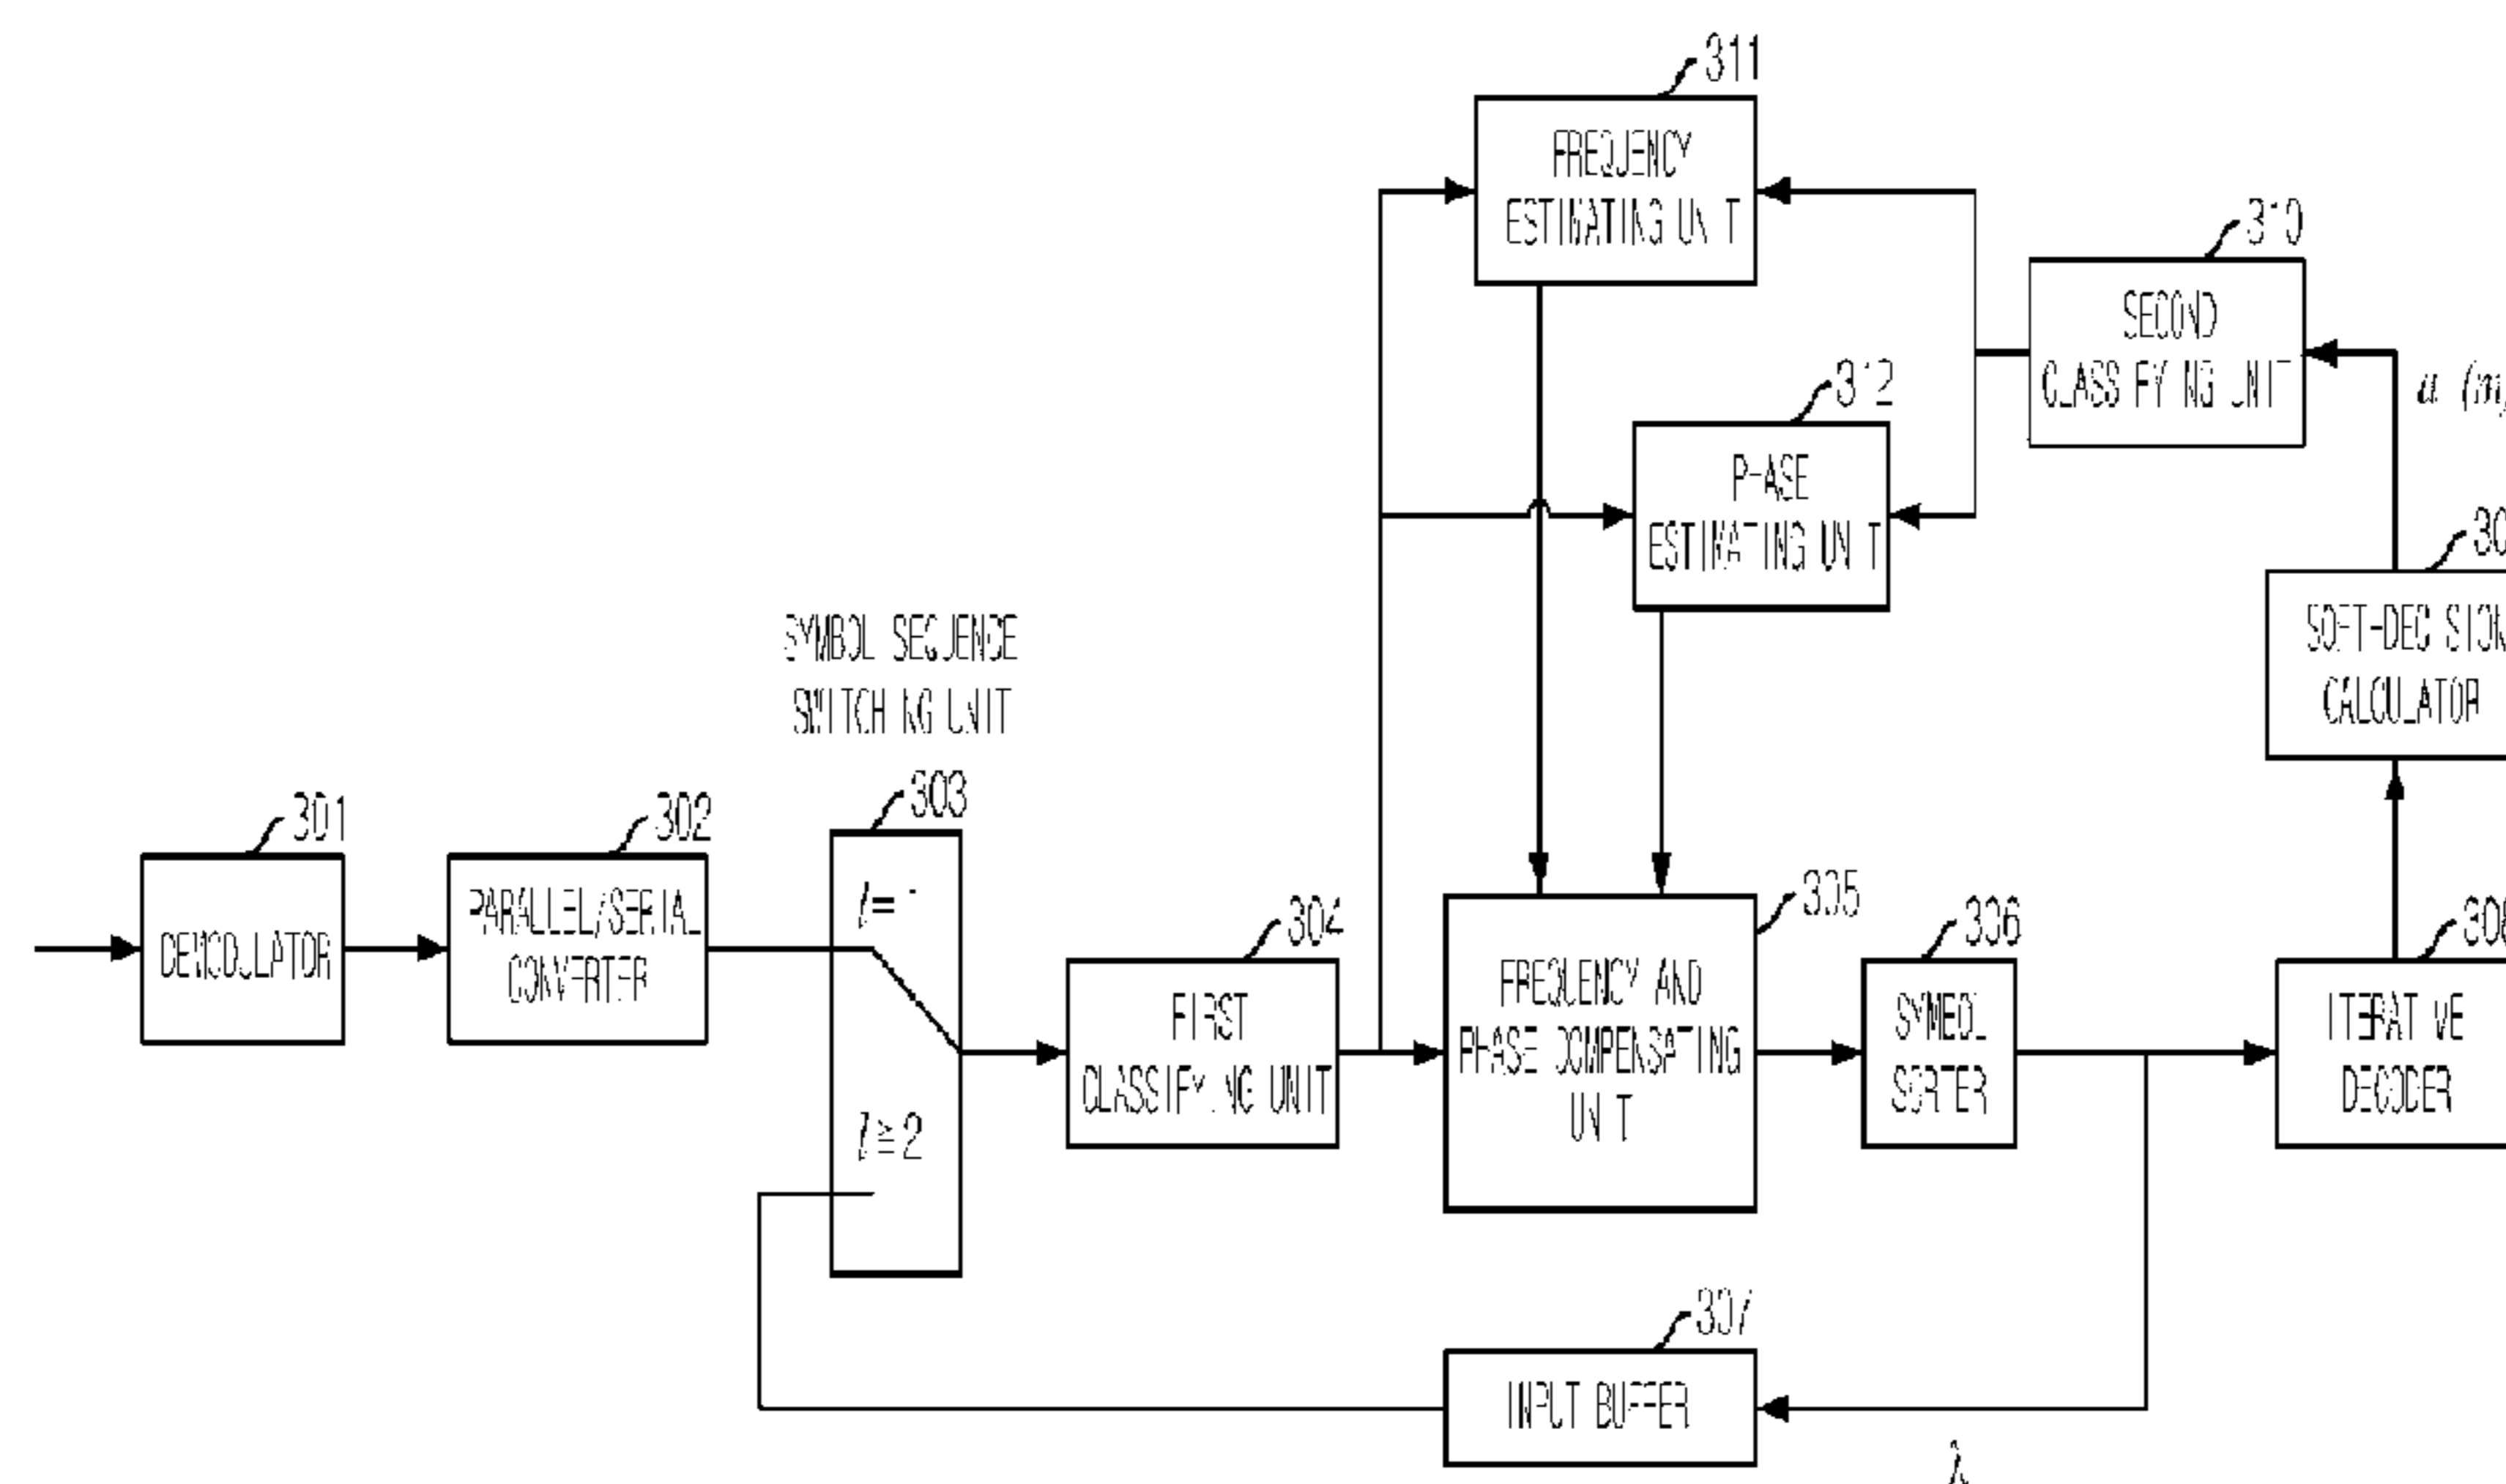 311
FREQUENCY
ESTIMATING UNIT
310
SECOND
CLASSIFYING UNIT
312
PHASE
ESTIMATING UNIT
SOFT-DECISION
CALCULATOR
SYMBOL SEQUENCE
SWITCHING UNIT
301
DEMODULATOR
302
PARALLEL/SERIAL
CONVERTER
303
l≧2
304
FIRST
CLASSIFYING UNIT
305
FREQUENCY AND
PHASE COMPENSATING
UNIT
306
SYMBOL
SORTER
ITERATIVE
DECODER
307
INPUT BUFFER